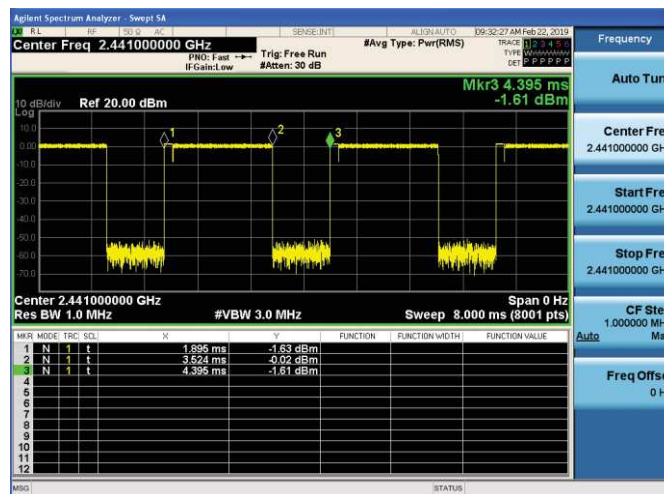 Agilent Spectrum Analyzer - Swept SA
RL RF 50 Ω AC SENSE:INT ALIGNAUTO 09:32:27 AM Feb 22, 2019
Center Freq 2.441000000 GHz
PNO: Fast
IFGain:Low
Trig: Free Run
#Atten: 30 dB
#Avg Type: Pwr(RMS)
TRACE 1 2 3 4 5 6
TYPE
DET P P P P P P
Mkr3 4.395 ms
-1.61 dBm
10 dB/div Ref 20.00 dBm
Log
10.0
0.00
-10.0
-20.0
-30.0
-40.0
-50.0
-60.0
-70.0
1
2
3
Center 2.441000000 GHz Span 0 Hz
Res BW 1.0 MHz #VBW 3.0 MHz Sweep 8.000 ms (8001 pts)
MKR MODE TRC SCL X Y FUNCTION FUNCTION WIDTH FUNCTION VALUE
1 N 1 t 1.895 ms -1.63 dBm
2 N 1 t 3.524 ms -0.02 dBm
3 N 1 t 4.395 ms -1.61 dBm
4
5
6
7
8
9
10
11
12
MSG STATUS
Frequency
Auto Tun
Center Fre
2.441000000 GH
Start Fre
2.441000000 GH
Stop Fre
2.441000000 GH
CF Ste
1.000000 MH
Auto Ma
Freq Offse
0 H